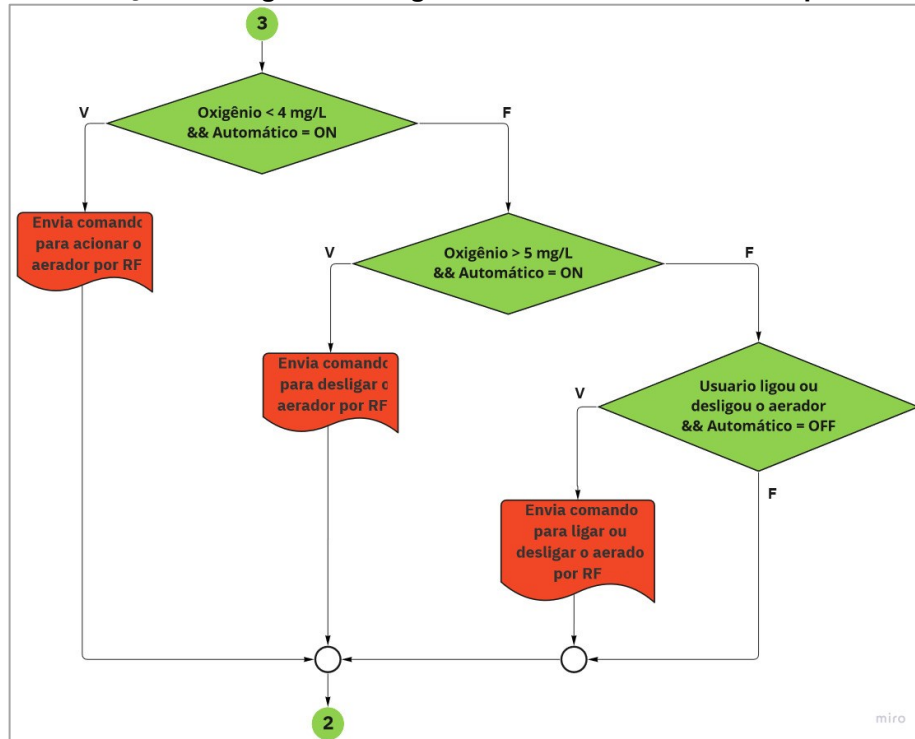 3
Oxigênio < 4 mg/L
&& Automático = ON
V
F
Envia comando
para acionar o
aerador por RF
Oxigênio > 5 mg/L
&& Automático = ON
V
F
Envia comando
para desligar o
aerador por RF
Usuario ligou ou
desligou o aerador
&& Automático = OFF
V
F
Envia comando
para ligar ou
desligar o aerado
por RF
2
miro